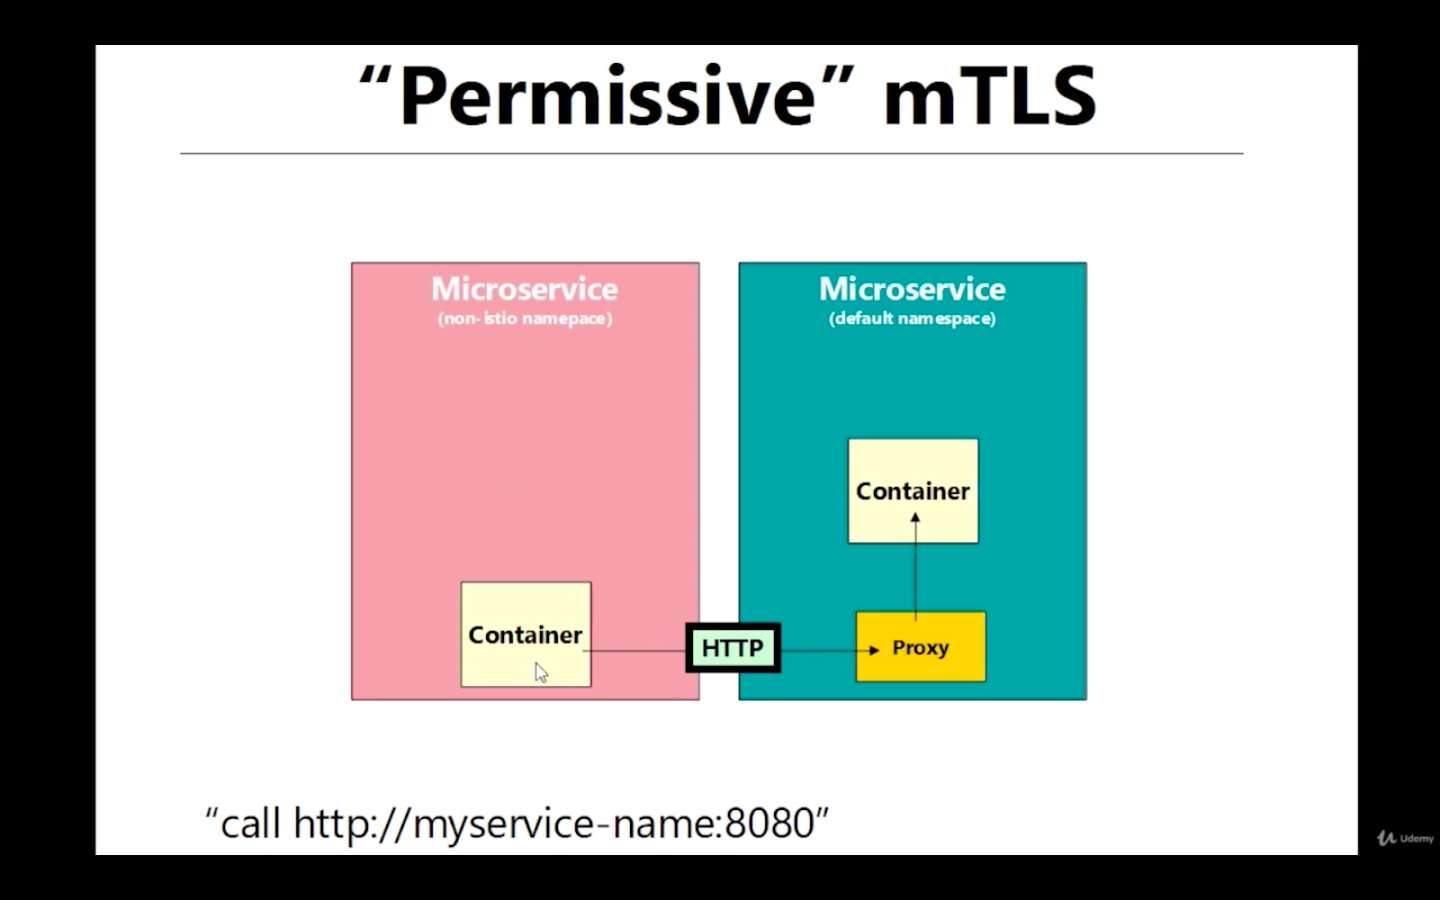 “Permissive” mTLS
Microservice
(non-istio namepace)
Container
HTTP
Microservice
(default namespace)
Container
Proxy
“call http://myservice-name:8080”
Udemy